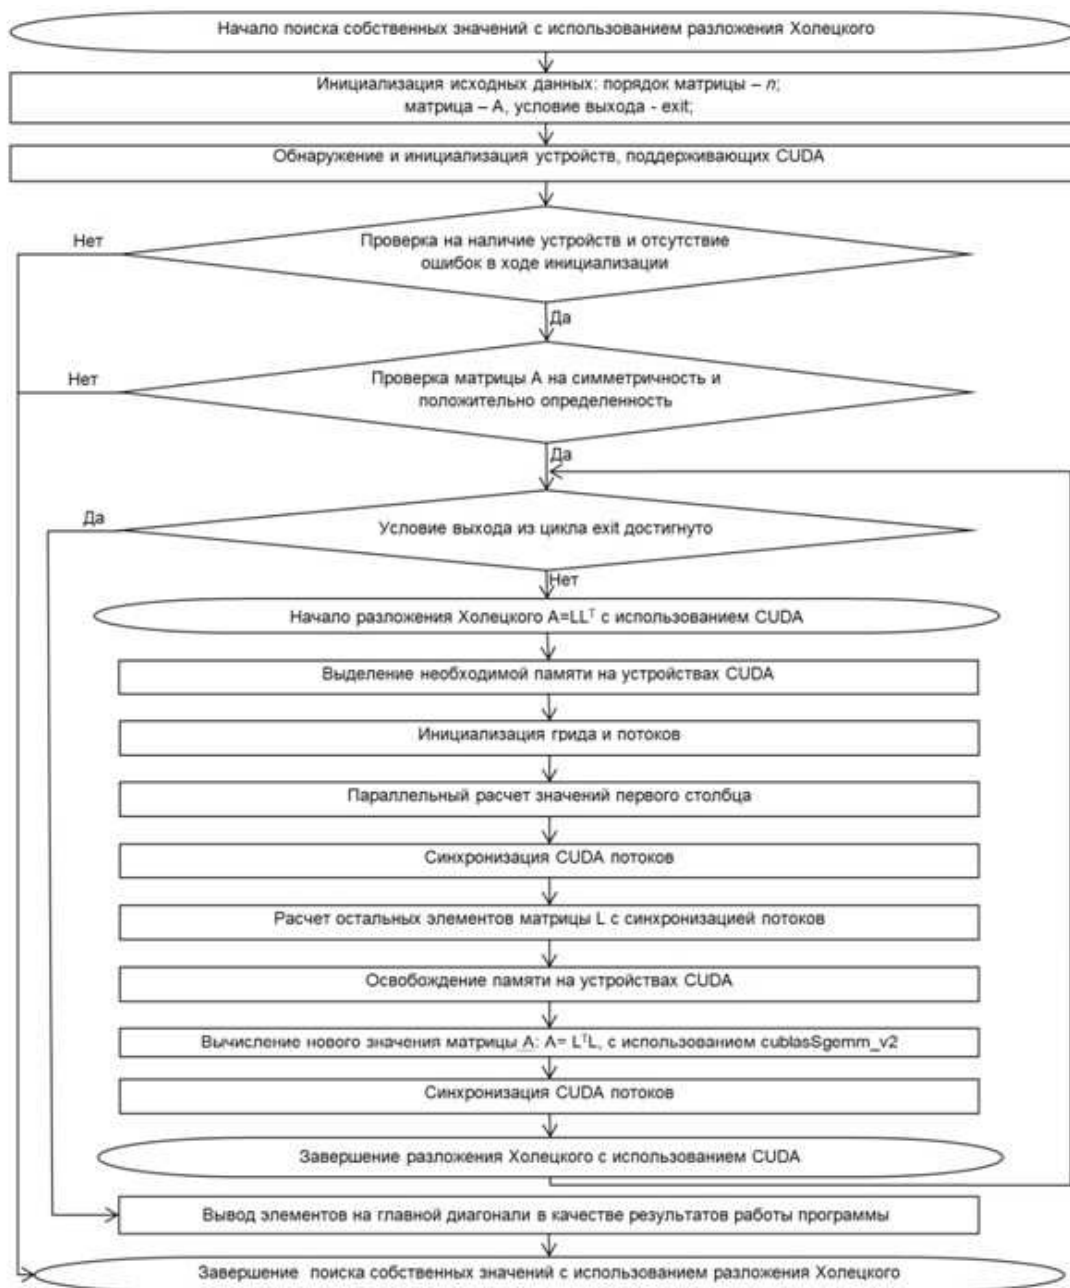 Начало поиска собственных значений с использованием разложения Холецкого
Инициализация исходных данных: порядок матрицы – n;
матрица – А, условие выхода - exit;
Обнаружение и инициализация устройств, поддерживающих CUDA
Нет
Проверка на наличие устройств и отсутствие
ошибок в ходе инициализации
Да
Нет
Проверка матрицы А на симметричность и
положительно определенность
Да
Да
Условие выхода из цикла exit достигнуто
Нет
Начало разложения Холецкого A=LLᵀ с использованием CUDA
Выделение необходимой памяти на устройствах CUDA
Инициализация грида и потоков
Параллельный расчет значений первого столбца
Синхронизация CUDA потоков
Расчет остальных элементов матрицы L с синхронизацией потоков
Освобождение памяти на устройствах CUDA
Вычисление нового значения матрицы A: A= LᵀL, с использованием cublasSgemm_v2
Синхронизация CUDA потоков
Завершение разложения Холецкого с использованием CUDA
Вывод элементов на главной диагонали в качестве результатов работы программы
Завершение поиска собственных значений с использованием разложения Холецкого